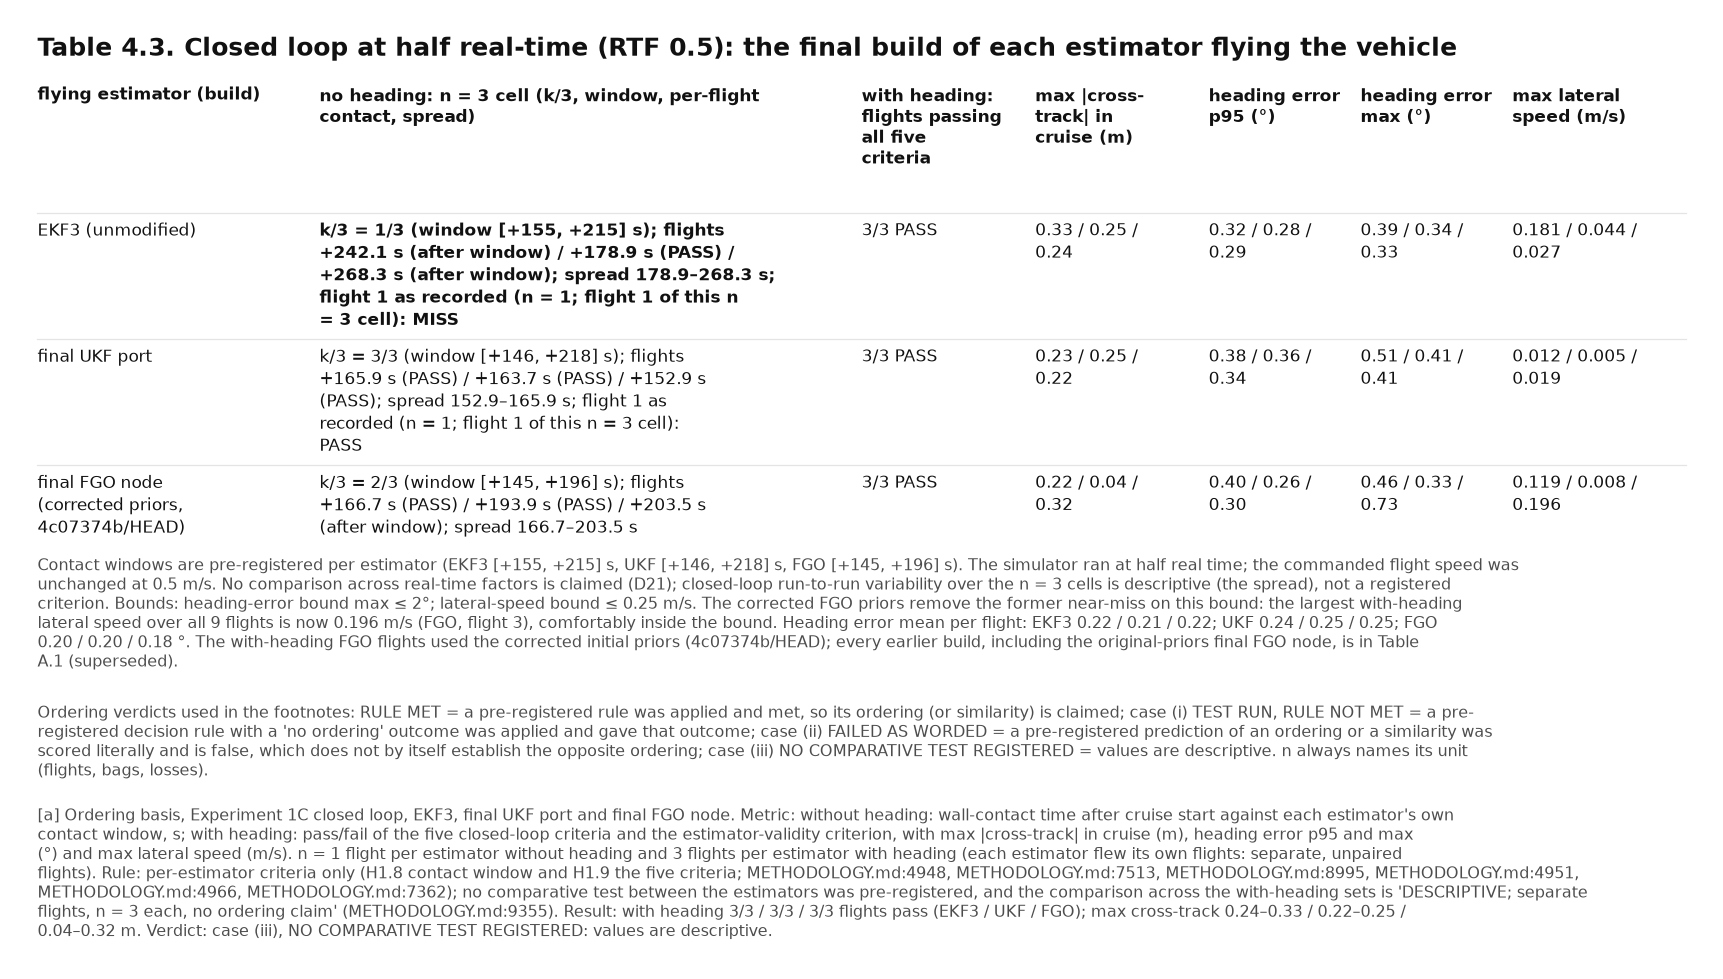 Table 4.3. Closed loop at half real-time (RTF 0.5): the final build of each estimator flying the vehicle
flying estimator (build)
no heading: n = 3 cell (k/3, window, per-flight
contact, spread)
with heading:
flights passing
all five
criteria
max |cross-
track| in
cruise (m)
heading error
p95 (°)
heading error
max (°)
max lateral
speed (m/s)
EKF3 (unmodified)
k/3 = 1/3 (window [+155, +215] s); flights
+242.1 s (after window) / +178.9 s (PASS) /
+268.3 s (after window); spread 178.9–268.3 s;
flight 1 as recorded (n = 1; flight 1 of this n
= 3 cell): MISS
3/3 PASS
0.33 / 0.25 /
0.24
0.32 / 0.28 /
0.29
0.39 / 0.34 /
0.33
0.181 / 0.044 /
0.027
final UKF port
k/3 = 3/3 (window [+146, +218] s); flights
+165.9 s (PASS) / +163.7 s (PASS) / +152.9 s
(PASS); spread 152.9–165.9 s; flight 1 as
recorded (n = 1; flight 1 of this n = 3 cell):
PASS
3/3 PASS
0.23 / 0.25 /
0.22
0.38 / 0.36 /
0.34
0.51 / 0.41 /
0.41
0.012 / 0.005 /
0.019
final FGO node
(corrected priors,
4c07374b/HEAD)
k/3 = 2/3 (window [+145, +196] s); flights
+166.7 s (PASS) / +193.9 s (PASS) / +203.5 s
(after window); spread 166.7–203.5 s
3/3 PASS
0.22 / 0.04 /
0.32
0.40 / 0.26 /
0.30
0.46 / 0.33 /
0.73
0.119 / 0.008 /
0.196
Contact windows are pre-registered per estimator (EKF3 [+155, +215] s, UKF [+146, +218] s, FGO [+145, +196] s). The simulator ran at half real time; the commanded flight speed was
unchanged at 0.5 m/s. No comparison across real-time factors is claimed (D21); closed-loop run-to-run variability over the n = 3 cells is descriptive (the spread), not a registered
criterion. Bounds: heading-error bound max ≤ 2°; lateral-speed bound ≤ 0.25 m/s. The corrected FGO priors remove the former near-miss on this bound: the largest with-heading
lateral speed over all 9 flights is now 0.196 m/s (FGO, flight 3), comfortably inside the bound. Heading error mean per flight: EKF3 0.22 / 0.21 / 0.22; UKF 0.24 / 0.25 / 0.25; FGO
0.20 / 0.20 / 0.18 °. The with-heading FGO flights used the corrected initial priors (4c07374b/HEAD); every earlier build, including the original-priors final FGO node, is in Table
A.1 (superseded).
Ordering verdicts used in the footnotes: RULE MET = a pre-registered rule was applied and met, so its ordering (or similarity) is claimed; case (i) TEST RUN, RULE NOT MET = a pre-
registered decision rule with a 'no ordering' outcome was applied and gave that outcome; case (ii) FAILED AS WORDED = a pre-registered prediction of an ordering or a similarity was
scored literally and is false, which does not by itself establish the opposite ordering; case (iii) NO COMPARATIVE TEST REGISTERED = values are descriptive. n always names its unit
(flights, bags, losses).
[a] Ordering basis, Experiment 1C closed loop, EKF3, final UKF port and final FGO node. Metric: without heading: wall-contact time after cruise start against each estimator's own
contact window, s; with heading: pass/fail of the five closed-loop criteria and the estimator-validity criterion, with max |cross-track| in cruise (m), heading error p95 and max
(°) and max lateral speed (m/s). n = 1 flight per estimator without heading and 3 flights per estimator with heading (each estimator flew its own flights: separate, unpaired
flights). Rule: per-estimator criteria only (H1.8 contact window and H1.9 the five criteria; METHODOLOGY.md:4948, METHODOLOGY.md:7513, METHODOLOGY.md:8995, METHODOLOGY.md:4951,
METHODOLOGY.md:4966, METHODOLOGY.md:7362); no comparative test between the estimators was pre-registered, and the comparison across the with-heading sets is 'DESCRIPTIVE; separate
flights, n = 3 each, no ordering claim' (METHODOLOGY.md:9355). Result: with heading 3/3 / 3/3 / 3/3 flights pass (EKF3 / UKF / FGO); max cross-track 0.24–0.33 / 0.22–0.25 /
0.04–0.32 m. Verdict: case (iii), NO COMPARATIVE TEST REGISTERED: values are descriptive.